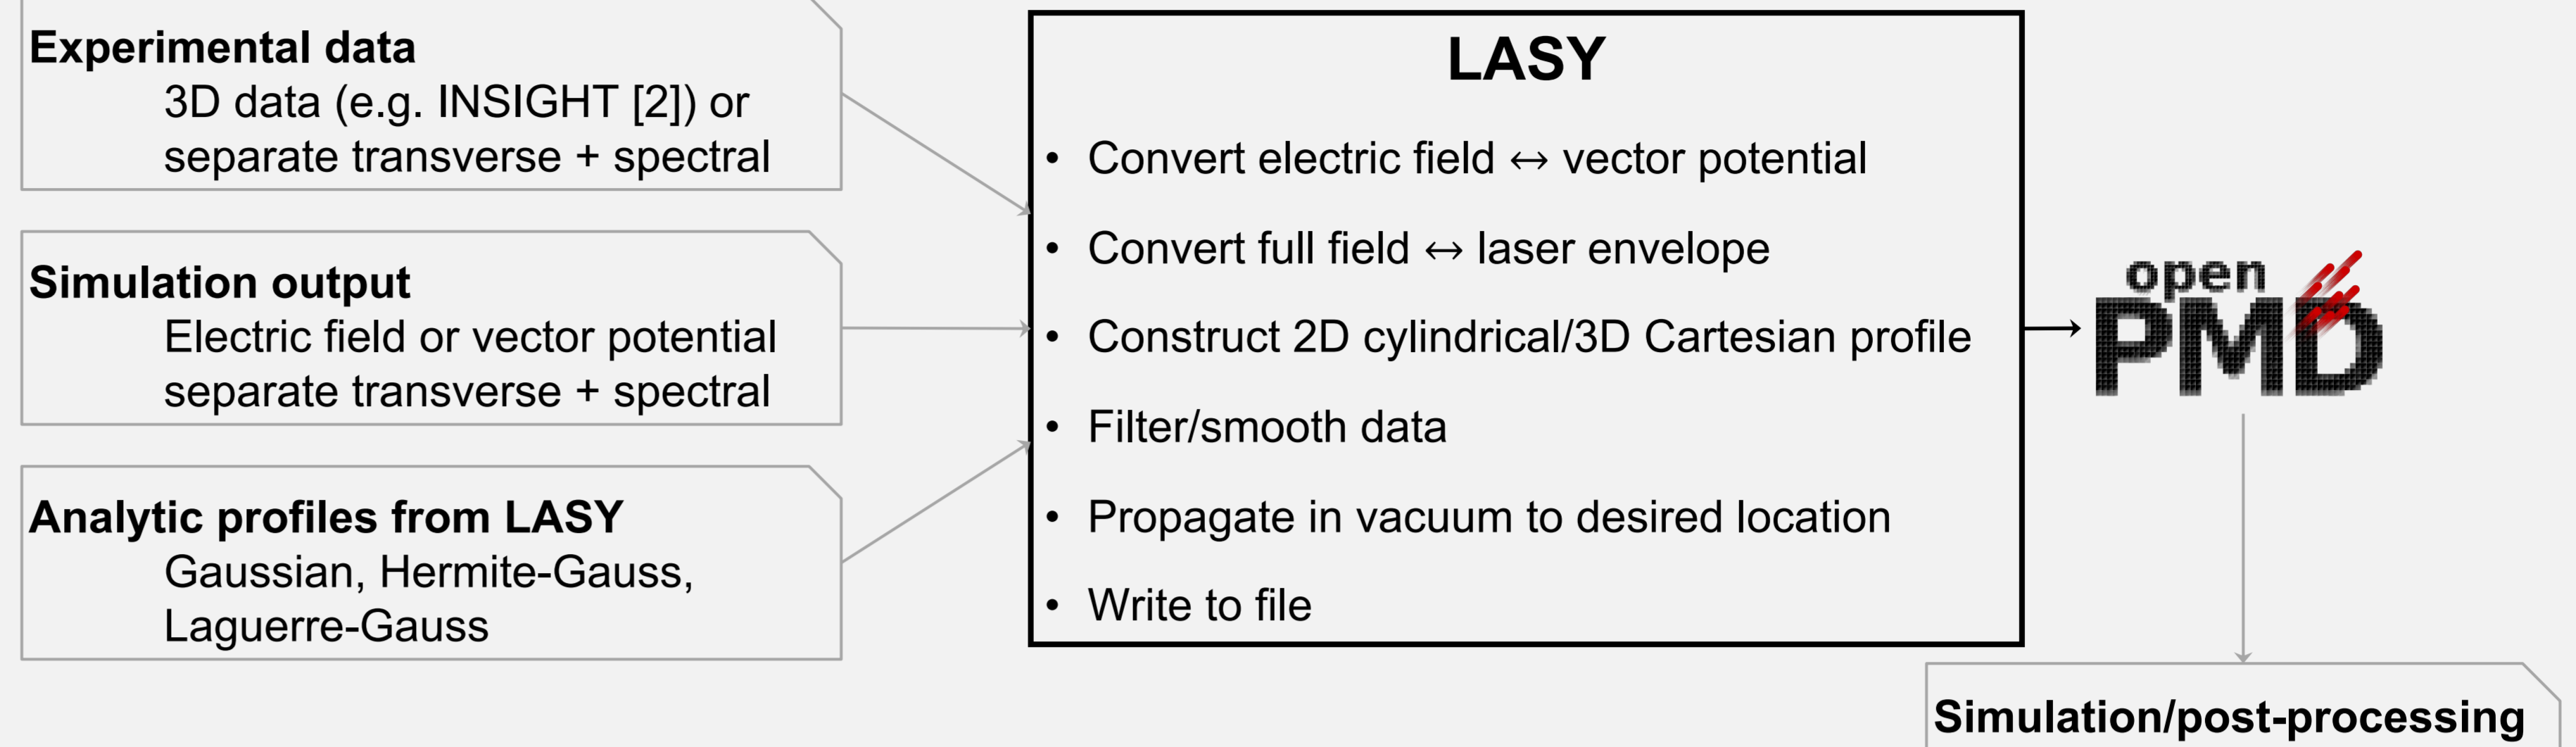 Experimental data
3D data (e.g. INSIGHT [2]) or
separate transverse + spectral
Simulation output
Electric field or vector potential
separate transverse + spectral
Analytic profiles from LASY
Gaussian, Hermite-Gauss,
Laguerre-Gauss
LASY
• Convert electric field ↔ vector potential
• Convert full field ↔ laser envelope
• Construct 2D cylindrical/3D Cartesian profile
• Filter/smooth data
• Propagate in vacuum to desired location
• Write to file
open
PMD
Simulation/post-processing